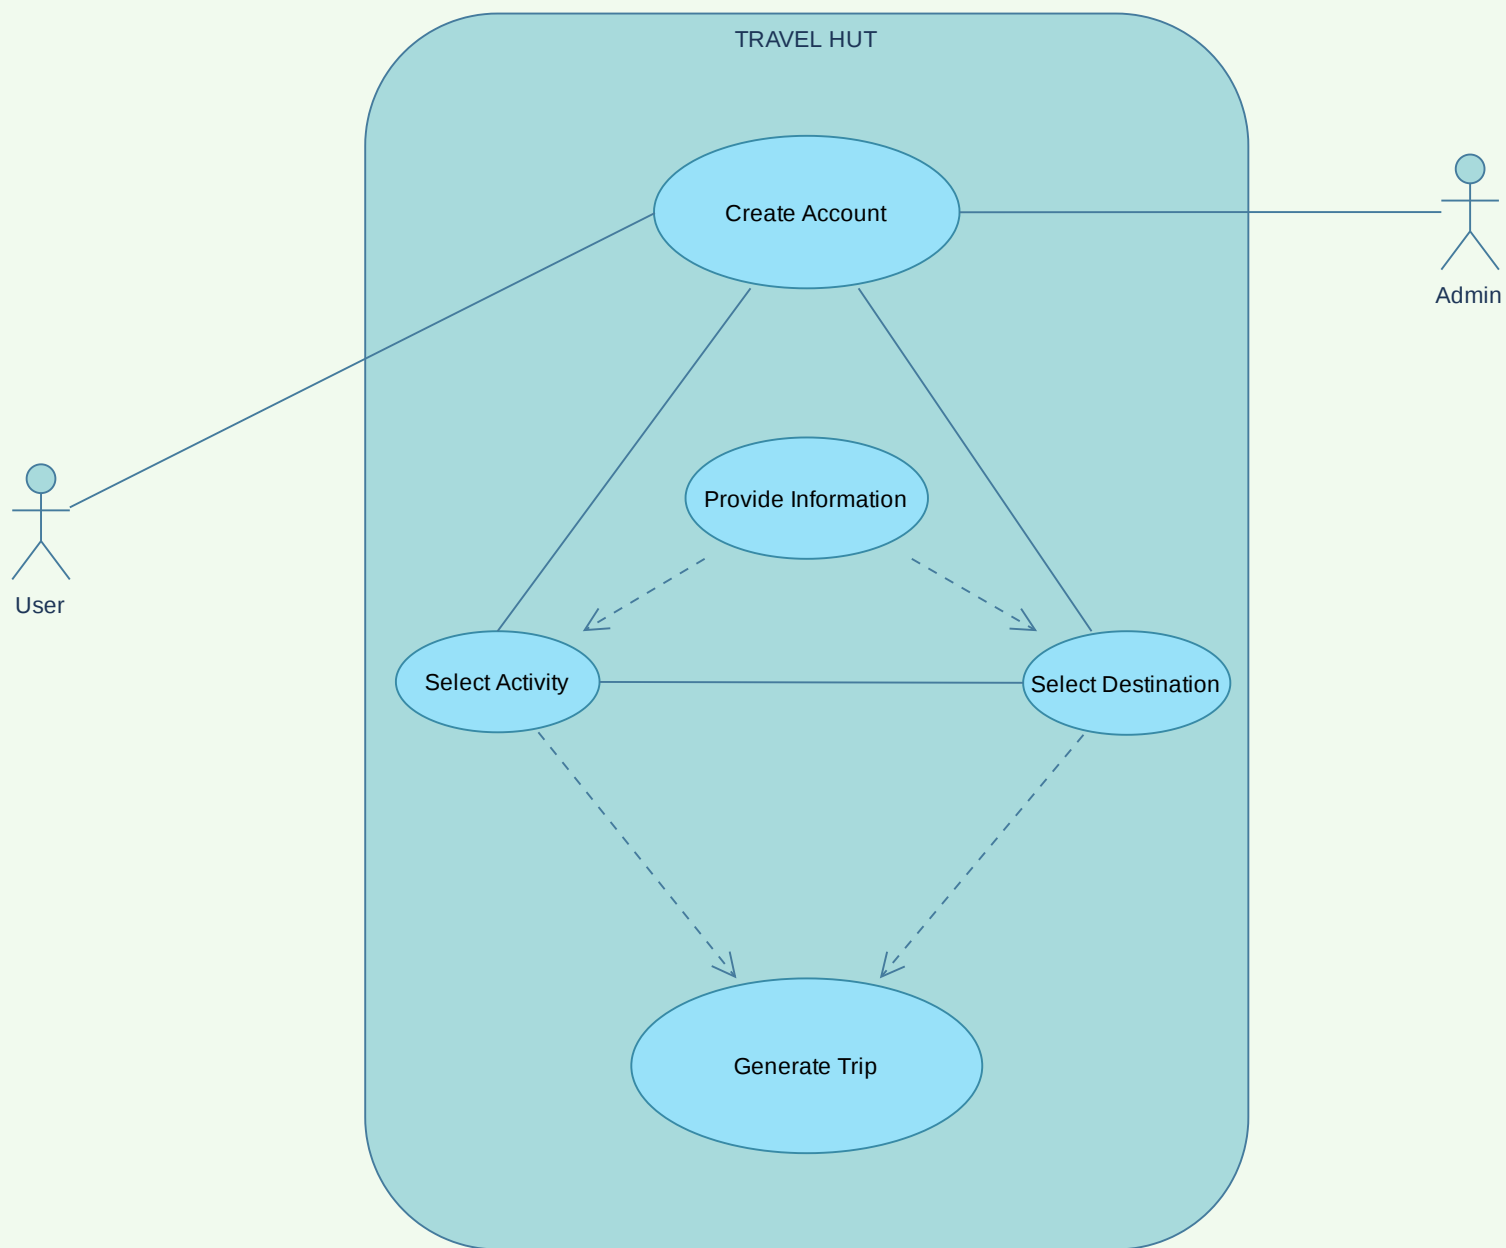 TRAVEL HUT
Create Account
Admin
Provide Information
User
Select Activity
Select Destination
Generate Trip